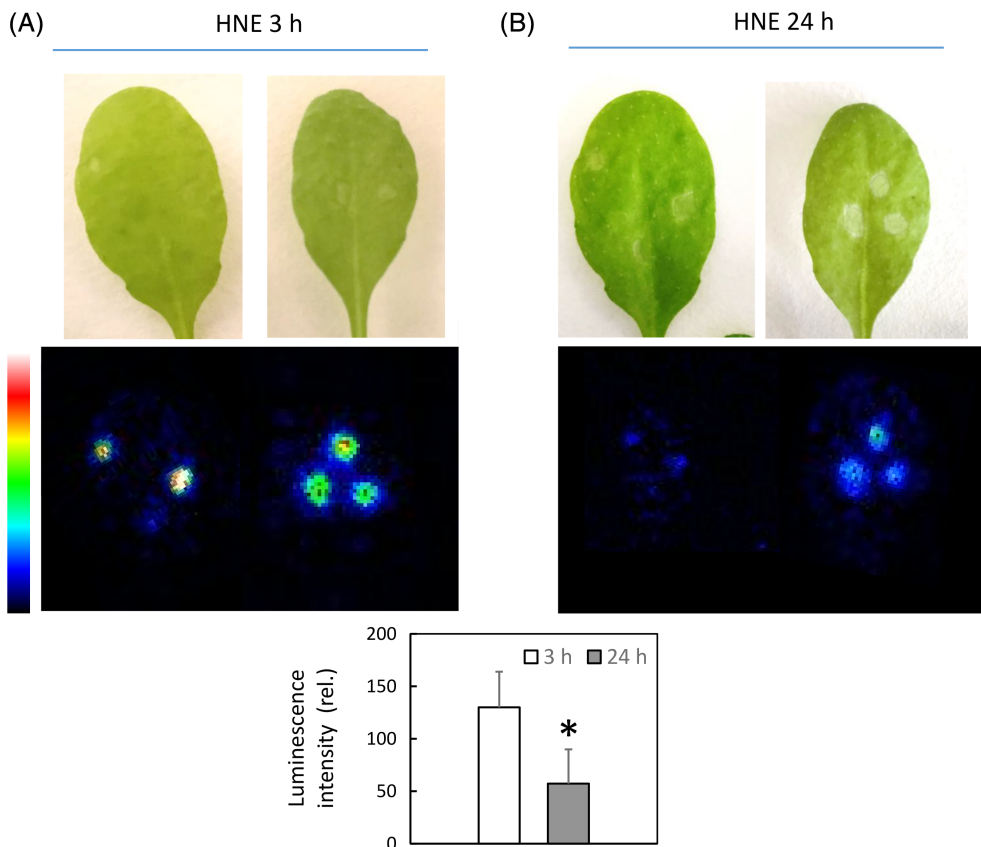 (A) HNE 3 h
(B) HNE 24 h
200
150
100
50
0
Luminescence
intensity (rel.)
3 h
24 h
*